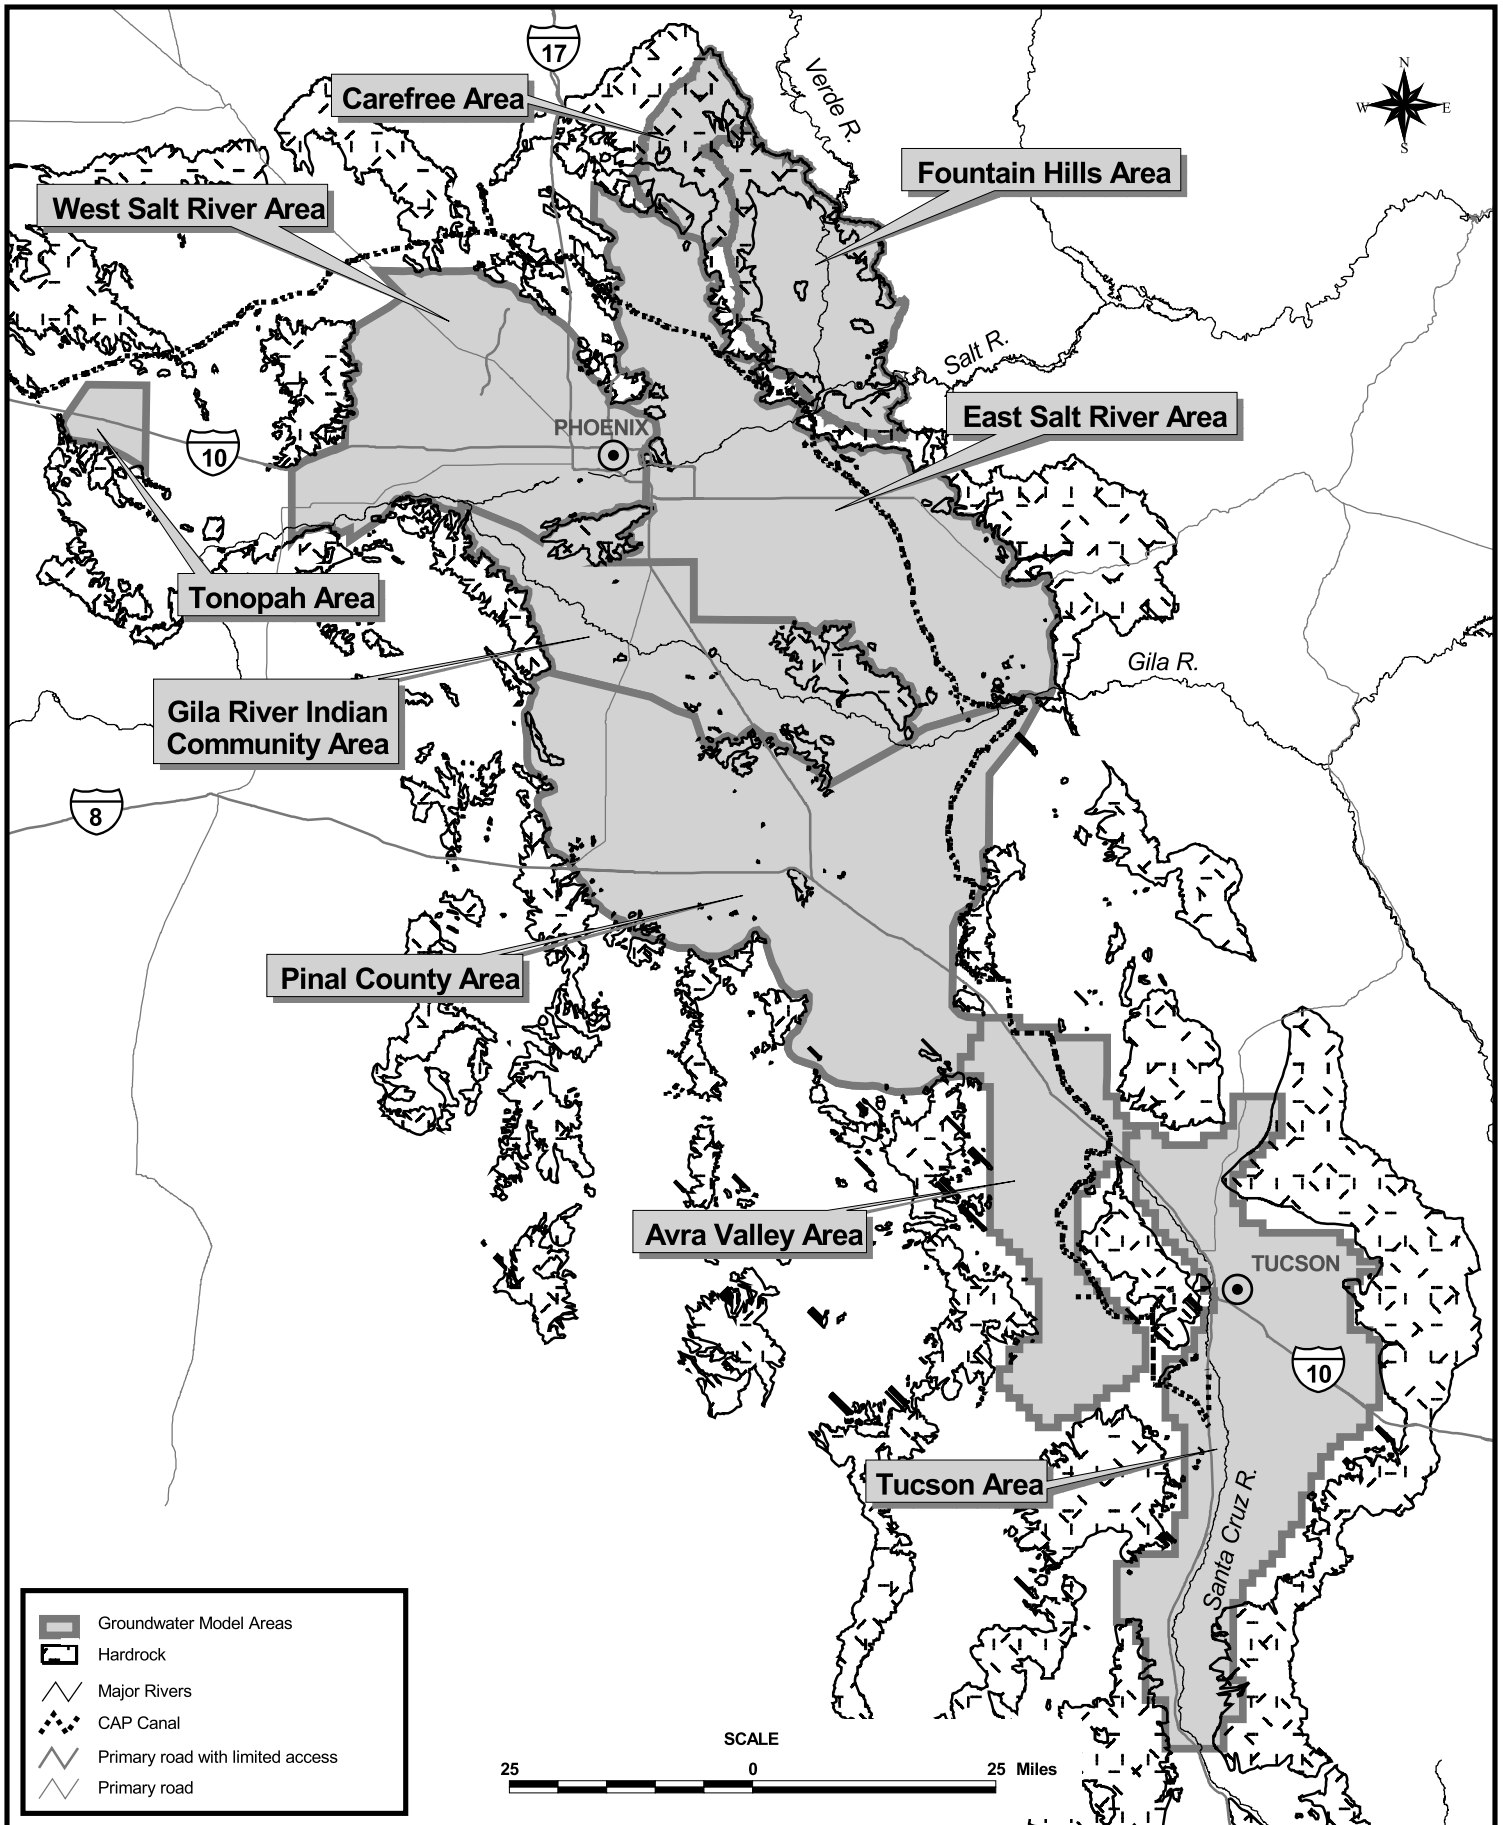 17
Carefree Area
Verde R.
N
W
E
S
Fountain Hills Area
West Salt River Area
Salt R.
East Salt River Area
PHOENIX
10
Tonopah Area
Gila R.
Gila River Indian
Community Area
8
Pinal County Area
Avra Valley Area
TUCSON
10
Tucson Area
Santa Cruz R.
Groundwater Model Areas
Hardrock
Major Rivers
CAP Canal
Primary road with limited access
Primary road
SCALE
25 0 25 Miles